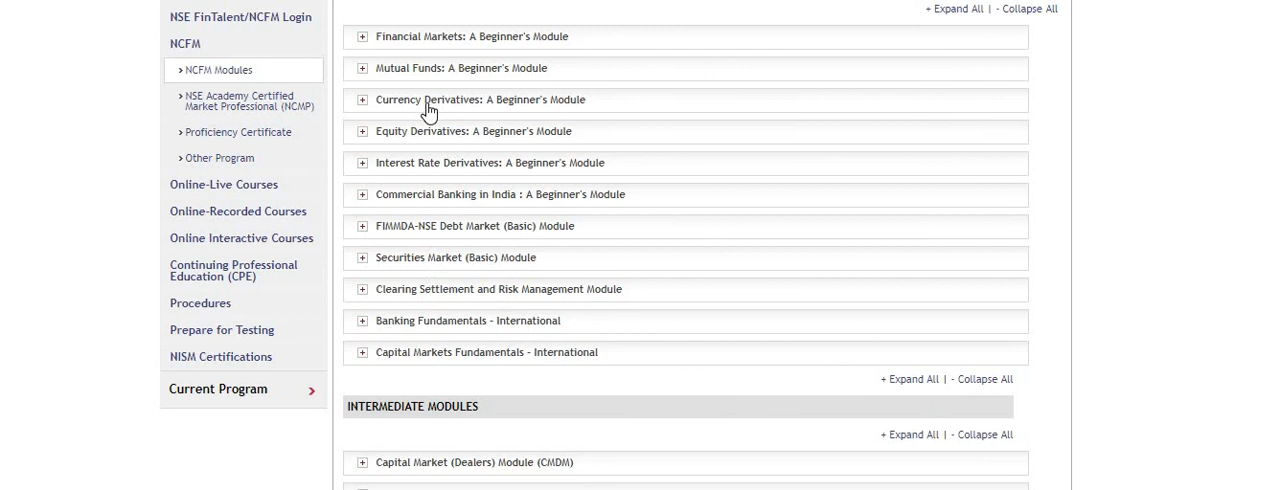 NSE FinTalent/NCFM Login
NCFM
› NCFM Modules
› NSE Academy Certified
Market Professional (NCMP)
› Proficiency Certificate
› Other Program
Online-Live Courses
Online-Recorded Courses
Online Interactive Courses
Continuing Professional
Education (CPE)
Procedures
Prepare for Testing
NISM Certifications
Current Program
+ Expand All | - Collapse All
Financial Markets: A Beginner's Module
Mutual Funds: A Beginner's Module
Currency Derivatives: A Beginner's Module
Equity Derivatives: A Beginner's Module
Interest Rate Derivatives: A Beginner's Module
Commercial Banking in India : A Beginner's Module
FIMMDA-NSE Debt Market (Basic) Module
Securities Market (Basic) Module
Clearing Settlement and Risk Management Module
Banking Fundamentals - International
Capital Markets Fundamentals - International
+ Expand All | - Collapse All
INTERMEDIATE MODULES
+ Expand All | - Collapse All
Capital Market (Dealers) Module (CMDM)